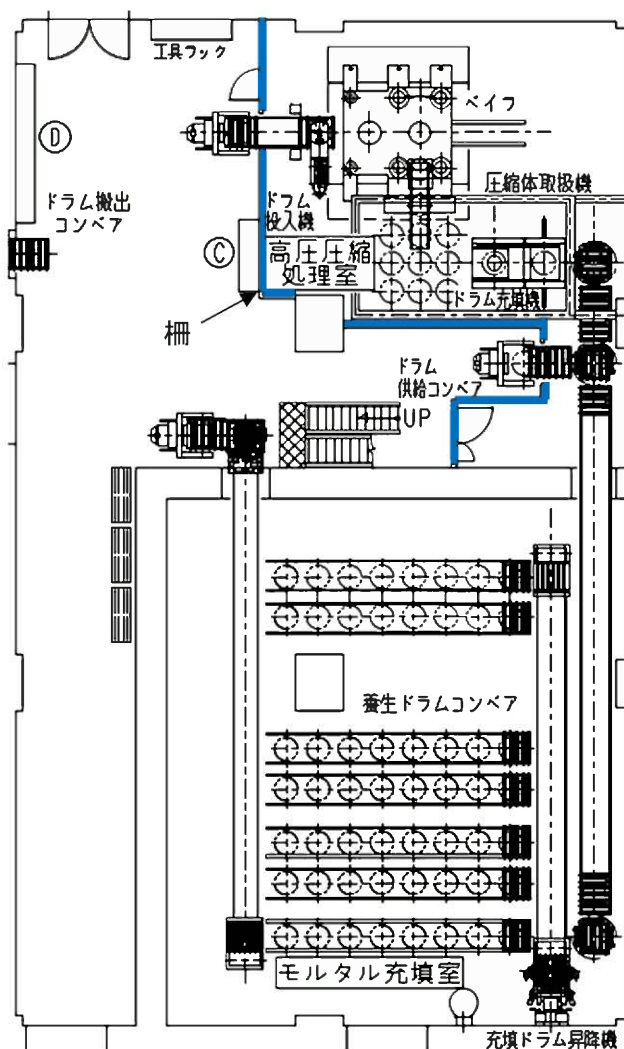 工具ラック
ベイラ
Ⓓ
ドラム搬出
コンベア
圧縮体取扱機
ドラム
投入機
Ⓒ
高圧圧縮
処理室
ドラム充填機
柵
ドラム
供給コンベア
UP
養生ドラムコンベア
モルタル充填室
充填ドラム昇降機